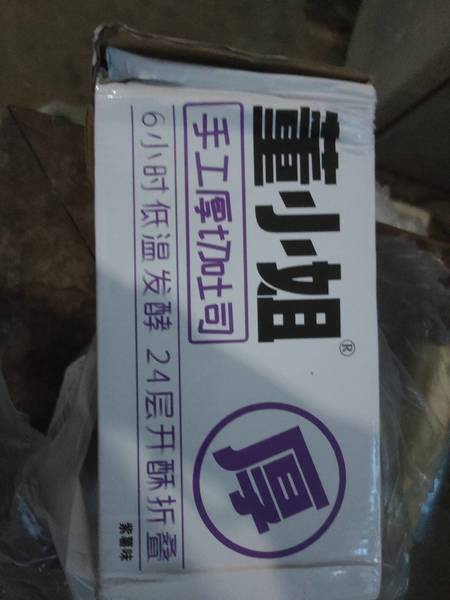 董小姐®
手工厚切吐司
6小时低温发酵 24层开酥折叠
厚
紫薯味